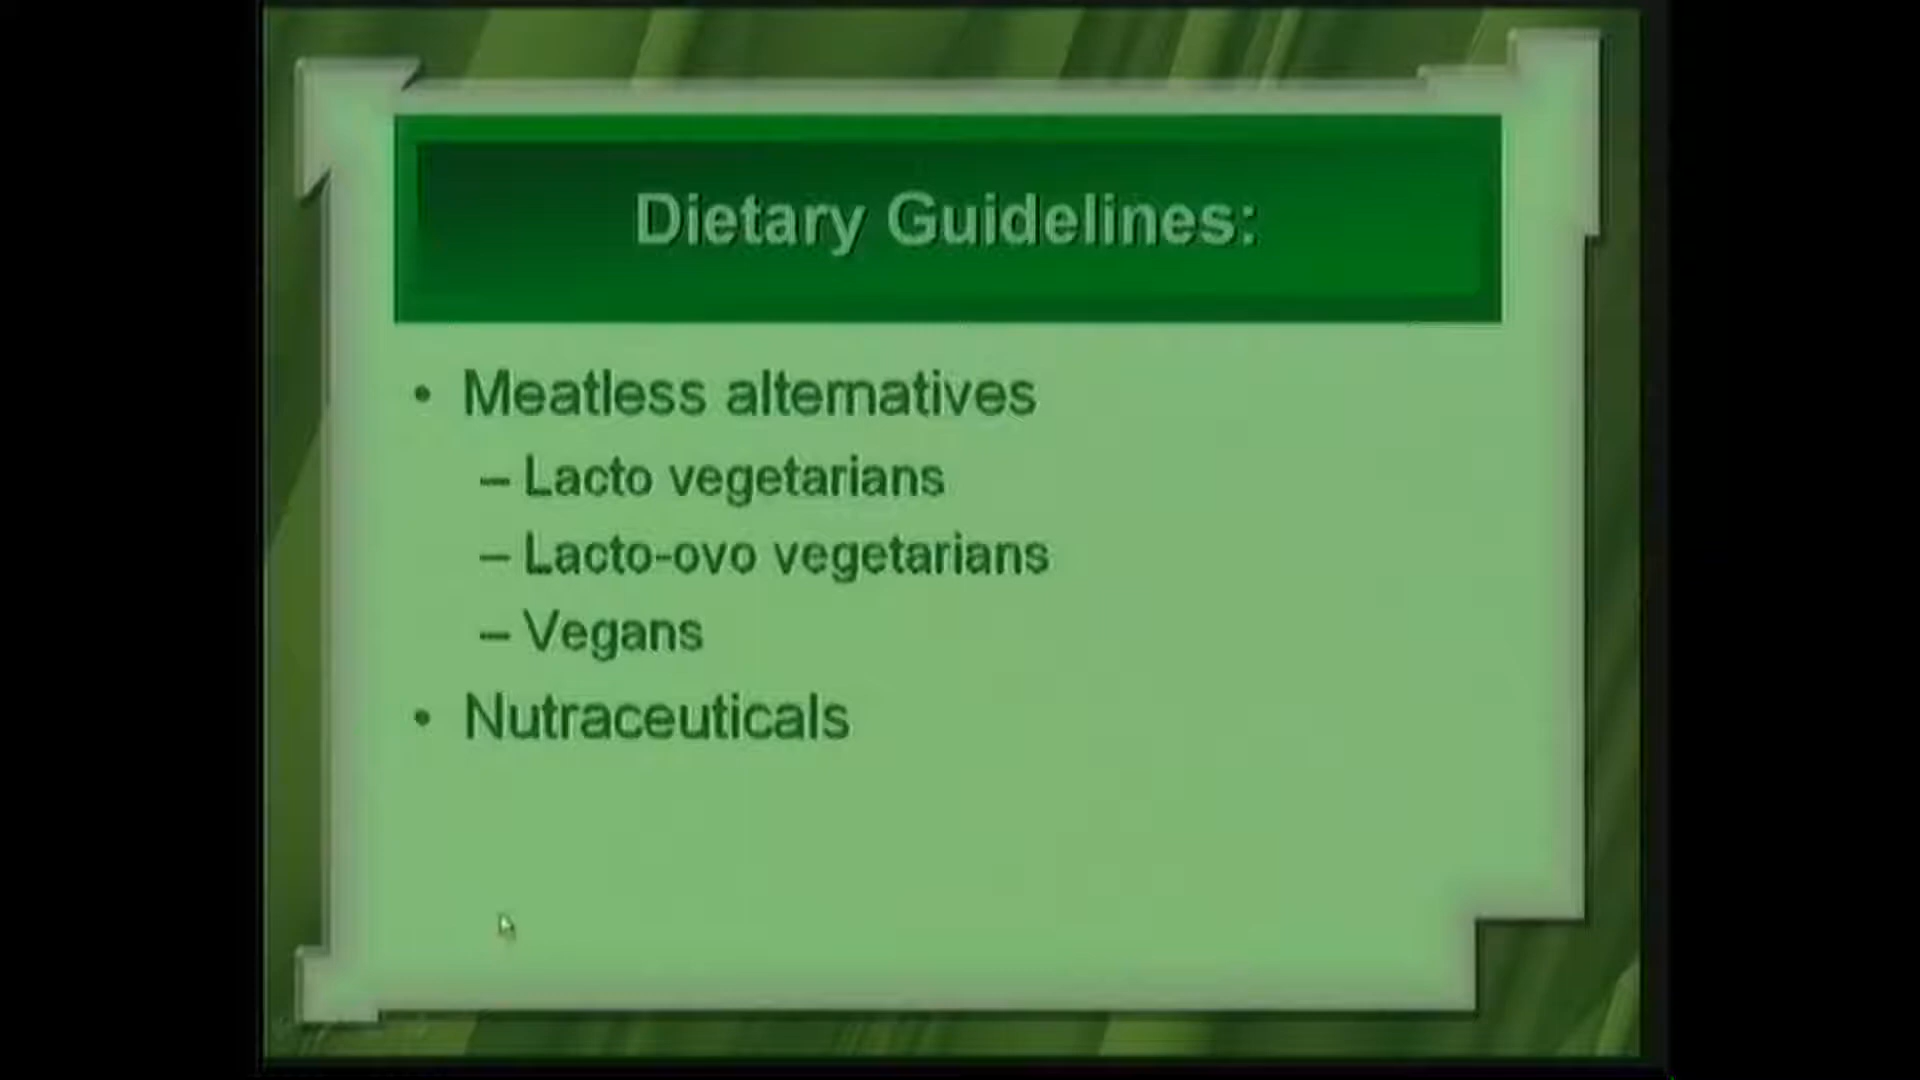 Dietary Guidelines:
• Meatless alternatives
– Lacto vegetarians
– Lacto-ovo vegetarians
– Vegans
• Nutraceuticals